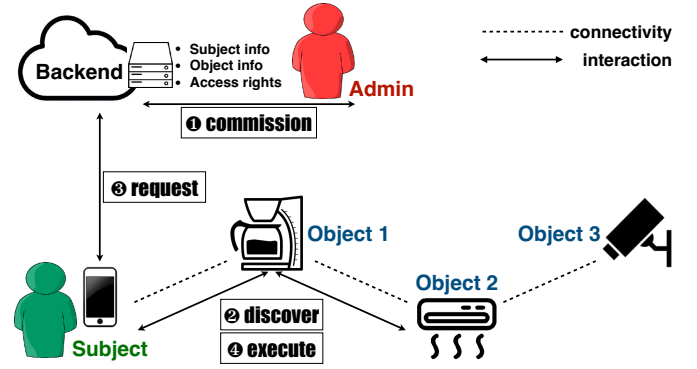 Backend
• Subject info
• Object info
• Access rights
Admin
connectivity
interaction
❶ commission
❸ request
Object 1
Object 3
Object 2
❷ discover
❹ execute
Subject